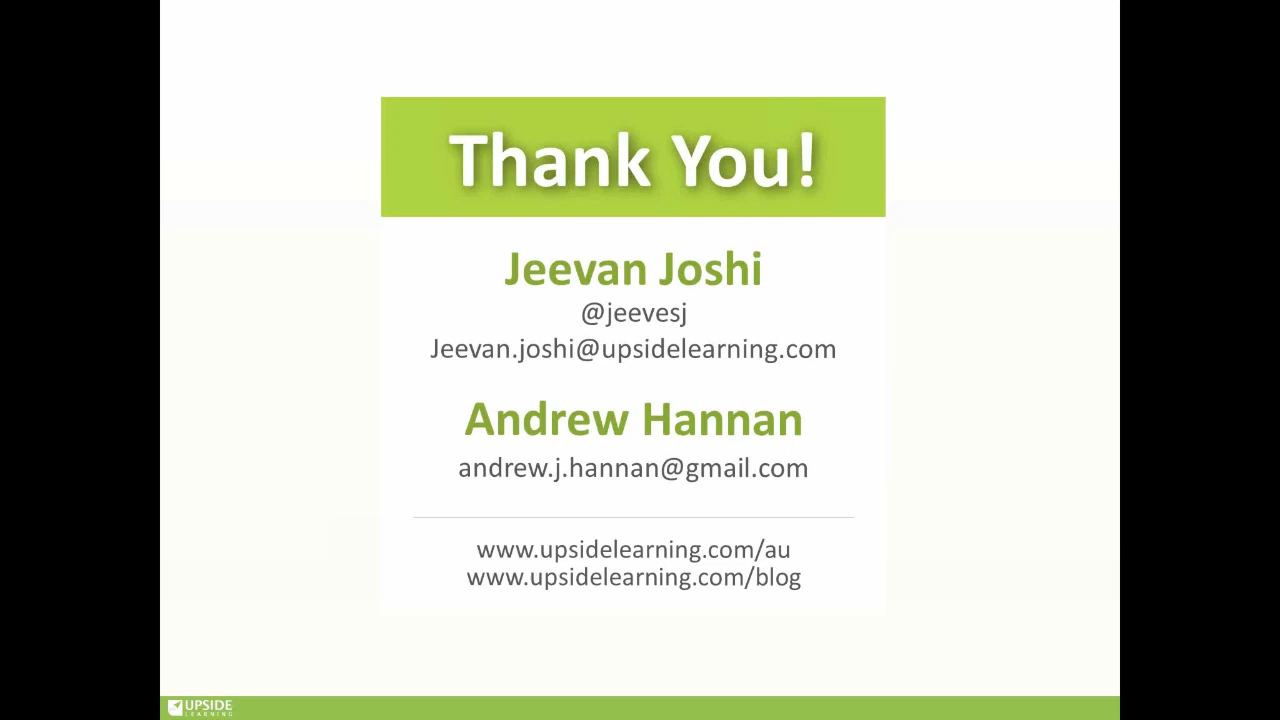 Thank You!
Jeevan Joshi
@jeevesj
Jeevan.joshi@upsidelearning.com
Andrew Hannan
andrew.j.hannan@gmail.com
www.upsidelearning.com/au
www.upsidelearning.com/blog
UPSIDE
LEARNING